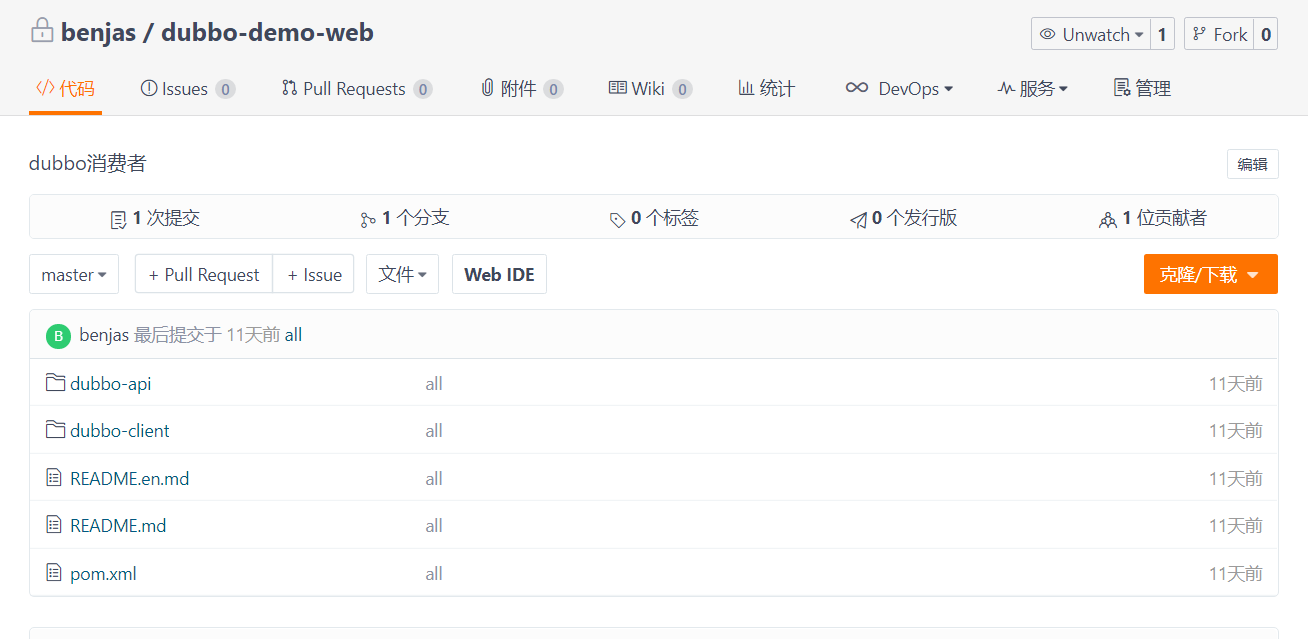 benjas / dubbo-demo-web Unwatch 1 Fork 0
代码 Issues 0 Pull Requests 0 附件 0 Wiki 0 统计 DevOps 服务 管理
dubbo消费者 编辑
1 次提交 1 个分支 0 个标签 0 个发行版 1 位贡献者
master + Pull Request + Issue 文件 Web IDE 克隆/下载
B benjas 最后提交于 11天前 all
dubbo-api all 11天前
dubbo-client all 11天前
README.en.md all 11天前
README.md all 11天前
pom.xml all 11天前